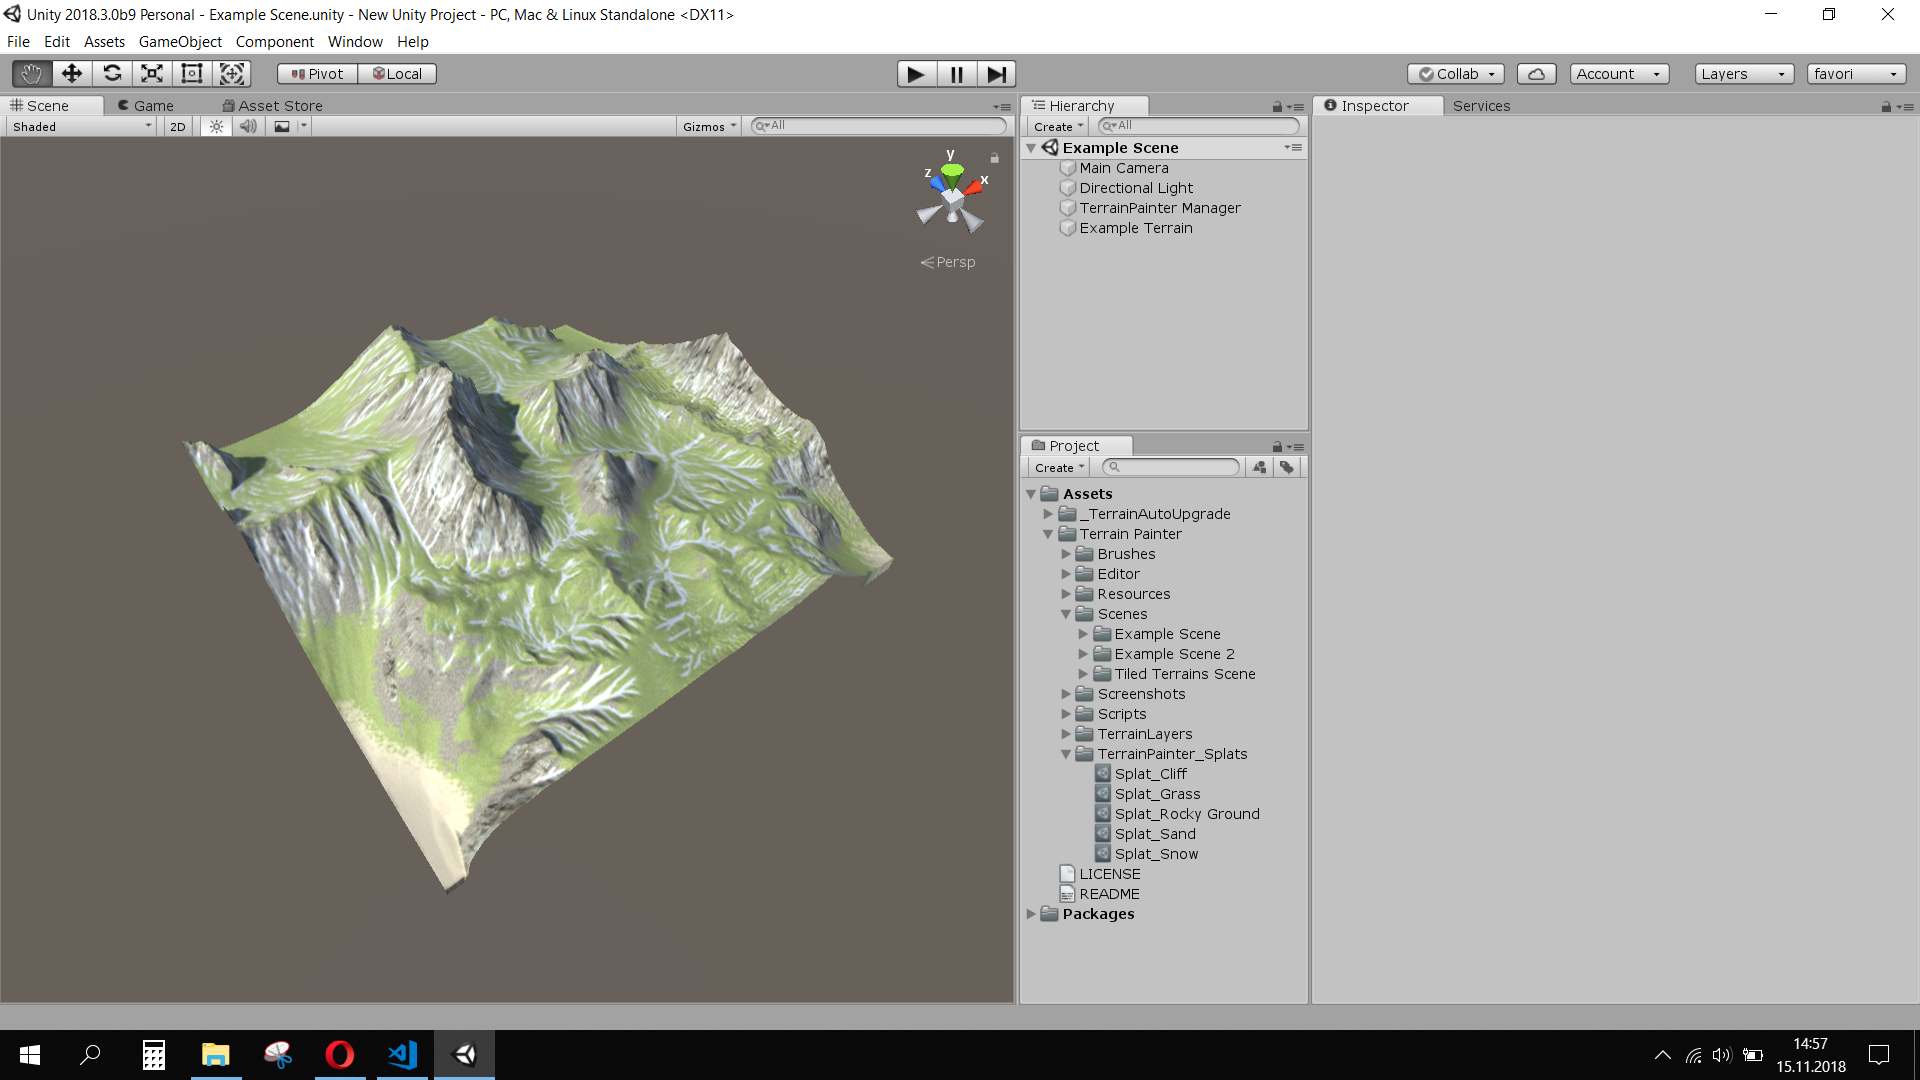 Unity 2018.3.0b9 Personal - Example Scene.unity - New Unity Project - PC, Mac & Linux Standalone <DX11>
File Edit Assets GameObject Component Window Help
Pivot Local Collab Account Layers favori
Scene Game Asset Store
Shaded 2D Gizmos All
y
z x
Persp
Hierarchy
Create All
Example Scene
Main Camera
Directional Light
TerrainPainter Manager
Example Terrain
Project
Create
Assets
_TerrainAutoUpgrade
Terrain Painter
Brushes
Editor
Resources
Scenes
Example Scene
Example Scene 2
Tiled Terrains Scene
Screenshots
Scripts
TerrainLayers
TerrainPainter_Splats
Splat_Cliff
Splat_Grass
Splat_Rocky Ground
Splat_Sand
Splat_Snow
LICENSE
README
Packages
Inspector Services
14:57
15.11.2018